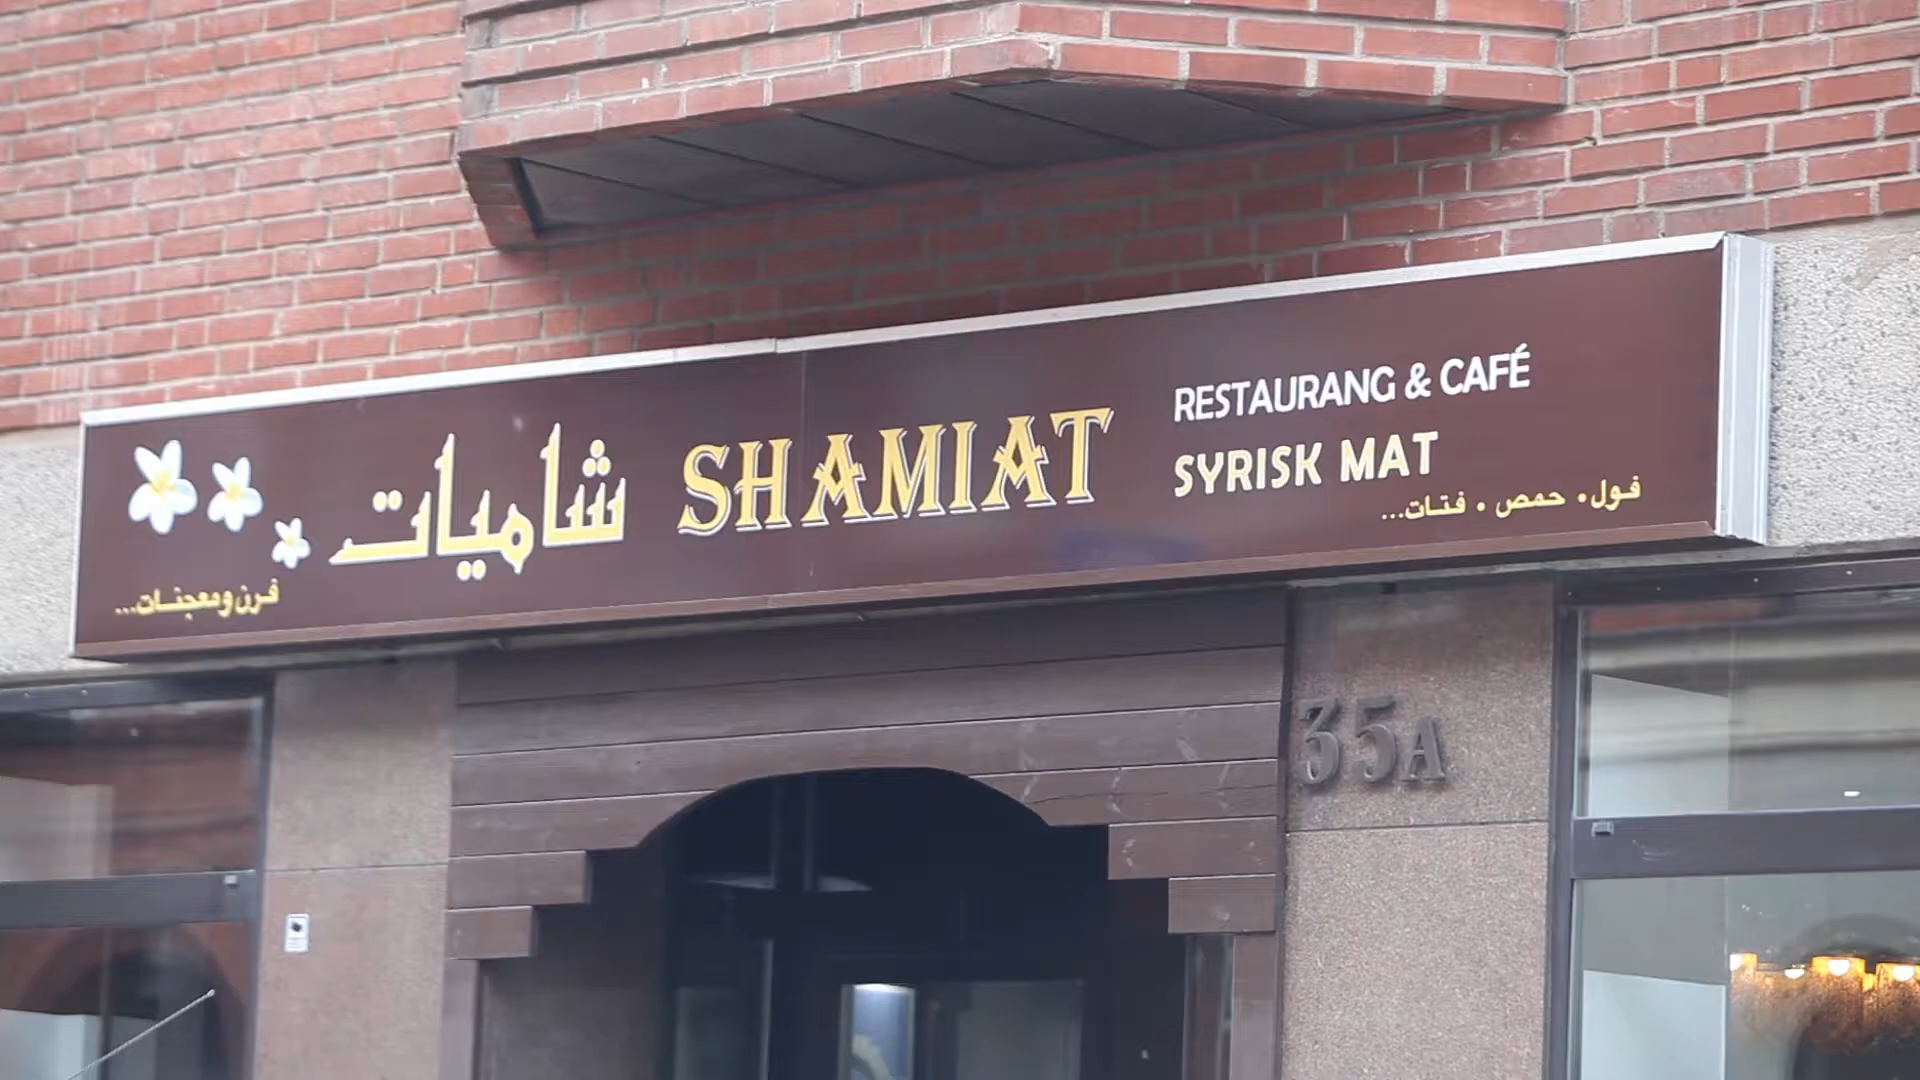 شاميات
SHAMIAT
RESTAURANG & CAFÉ
SYRISK MAT
فول • حمص • فتات...
فرن ومعجنات...
35A